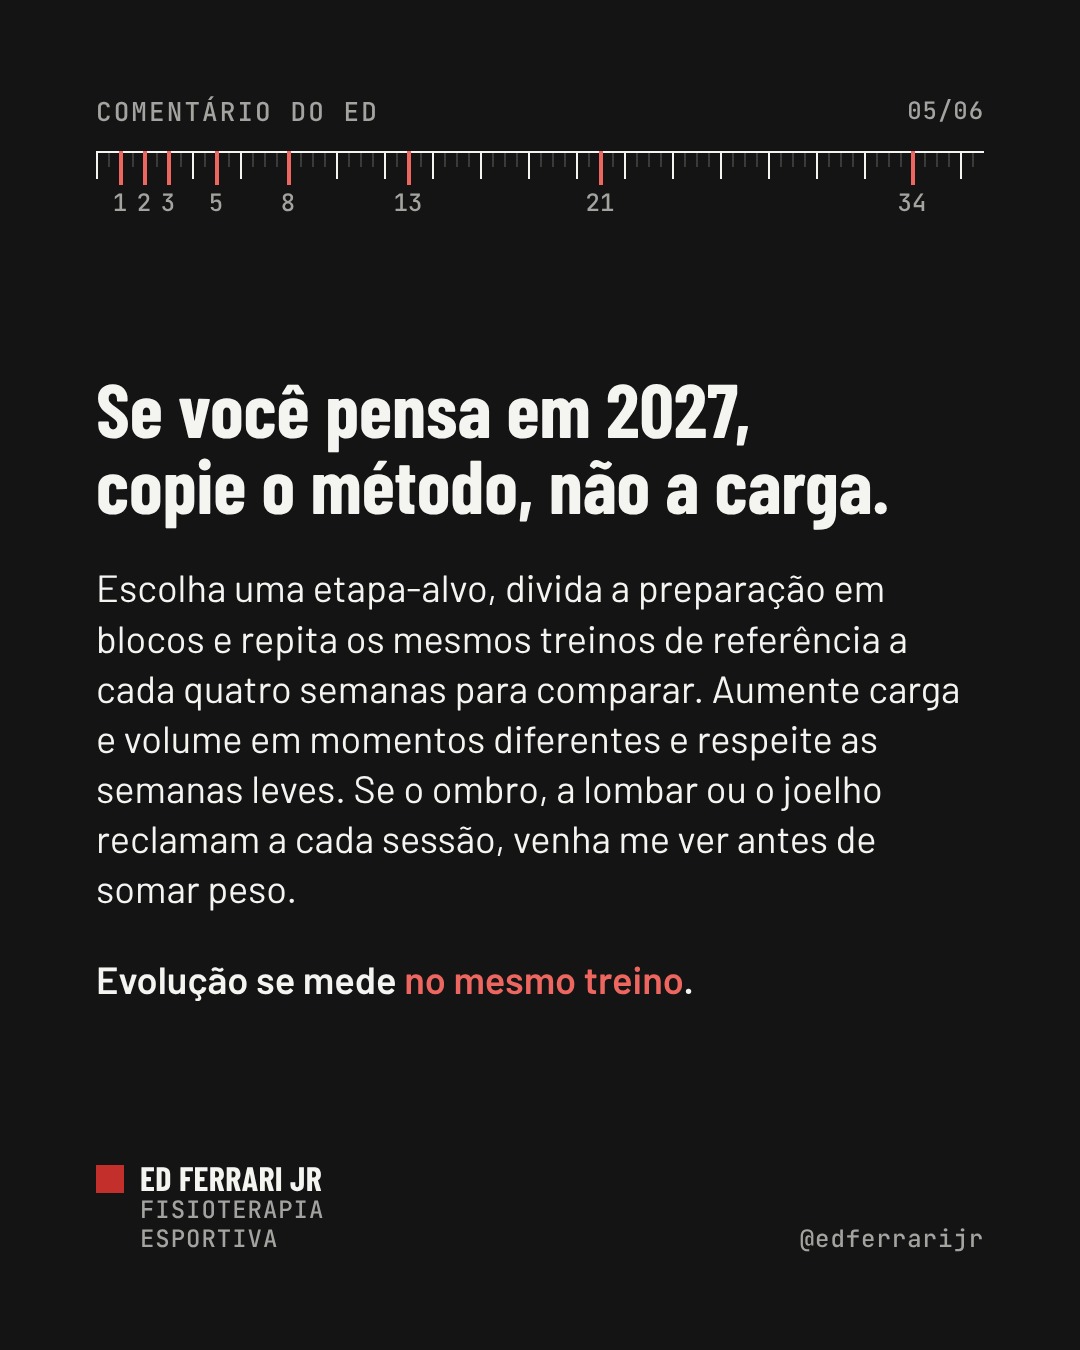 COMENTÁRIO DO ED
05/06
1 2 3 5 8 13 21 34
Se você pensa em 2027,
copie o método, não a carga.
Escolha uma etapa-alvo, divida a preparação em
blocos e repita os mesmos treinos de referência a
cada quatro semanas para comparar. Aumente carga
e volume em momentos diferentes e respeite as
semanas leves. Se o ombro, a lombar ou o joelho
reclamam a cada sessão, venha me ver antes de
somar peso.
Evolução se mede no mesmo treino.
ED FERRARI JR
FISIOTERAPIA
ESPORTIVA
@edferrarijr